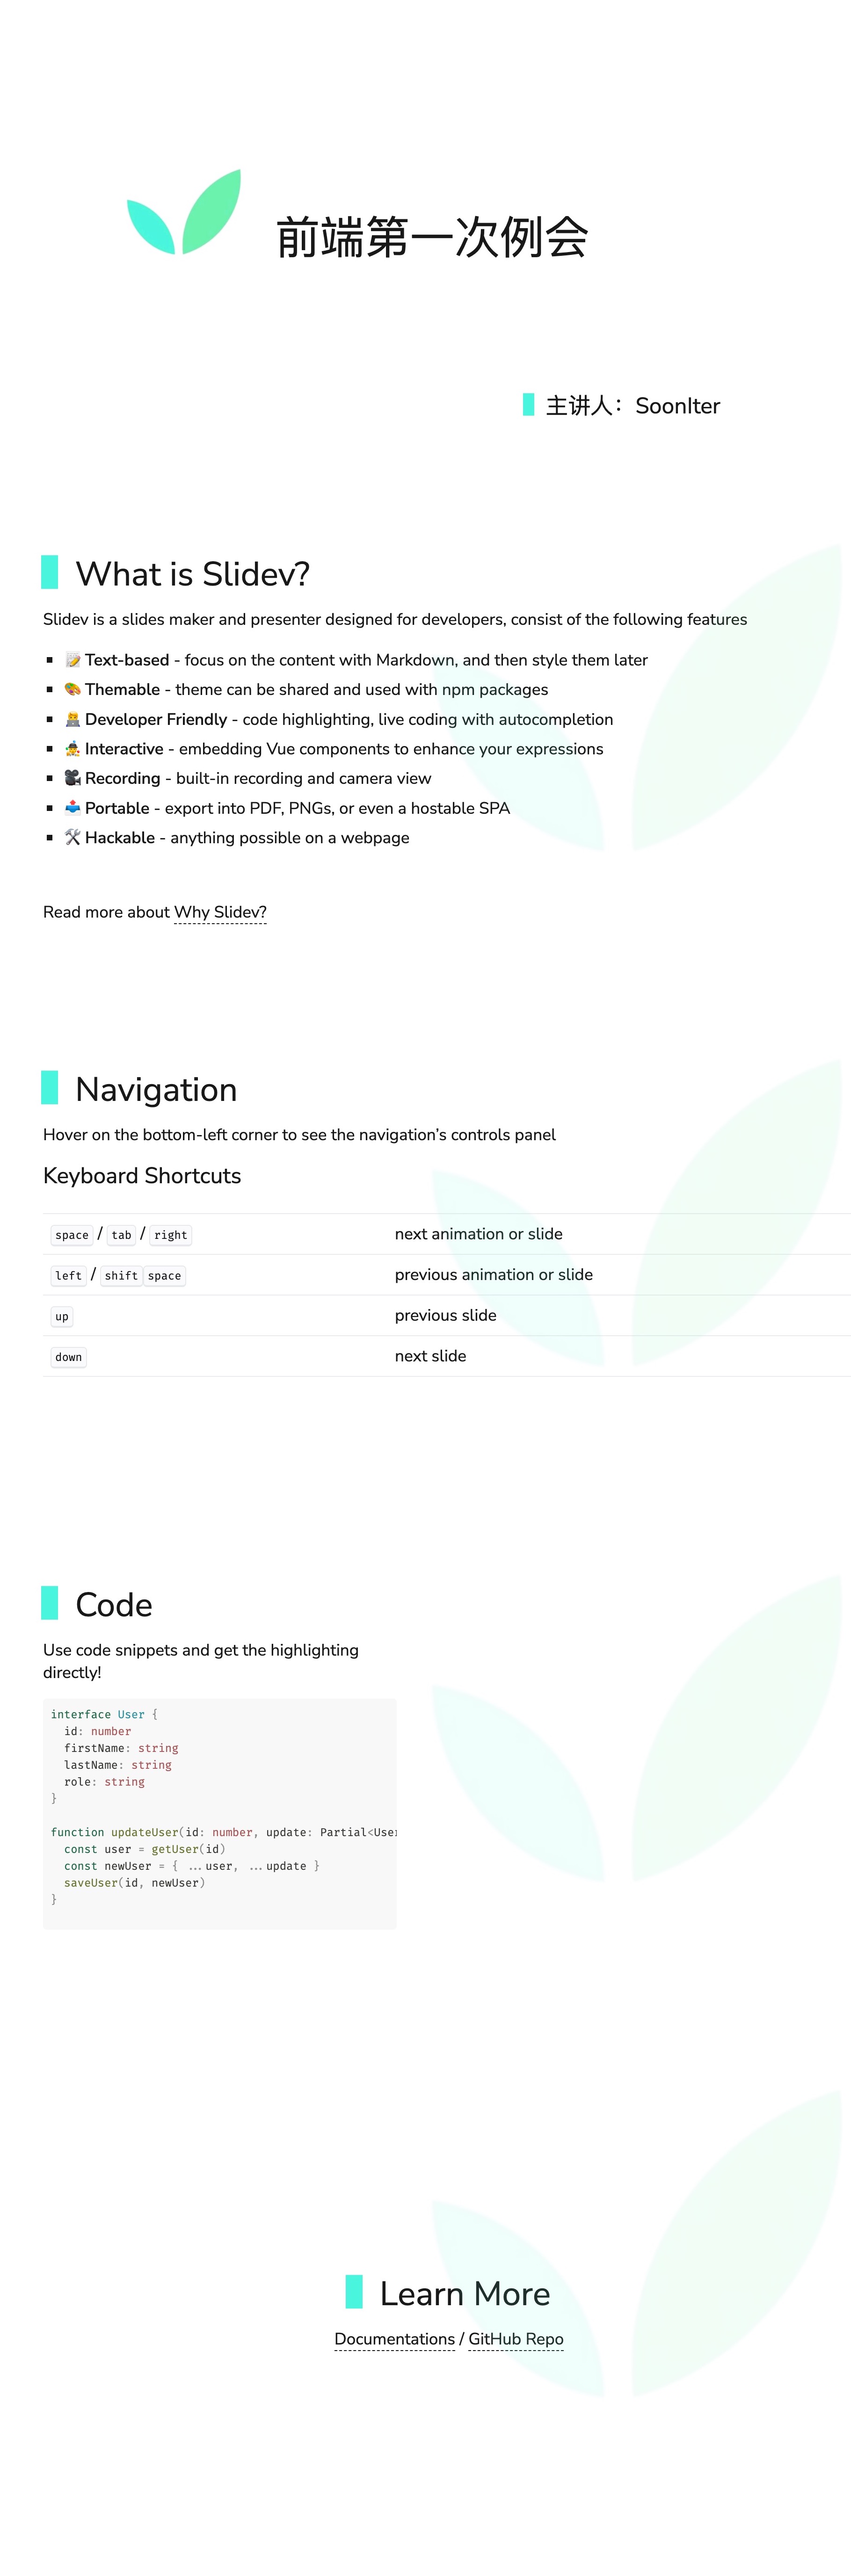 前端第一次例会
主讲人：SoonIter
What is Slidev?
Slidev is a slides maker and presenter designed for developers, consist of the following features
📝 Text-based - focus on the content with Markdown, and then style them later
🎨 Themable - theme can be shared and used with npm packages
🧑‍💻 Developer Friendly - code highlighting, live coding with autocompletion
🤹 Interactive - embedding Vue components to enhance your expressions
🎥 Recording - built-in recording and camera view
📤 Portable - export into PDF, PNGs, or even a hostable SPA
🛠 Hackable - anything possible on a webpage
Read more about Why Slidev?
Navigation
Hover on the bottom-left corner to see the navigation’s controls panel
Keyboard Shortcuts
space / tab / right next animation or slide
left / shift space previous animation or slide
up previous slide
down next slide
Code
Use code snippets and get the highlighting
directly!
interface User {
  id: number
  firstName: string
  lastName: string
  role: string
}
function updateUser(id: number, update: Partial<User
  const user = getUser(id)
  const newUser = { ...user, ...update }
  saveUser(id, newUser)
}
Learn More
Documentations / GitHub Repo